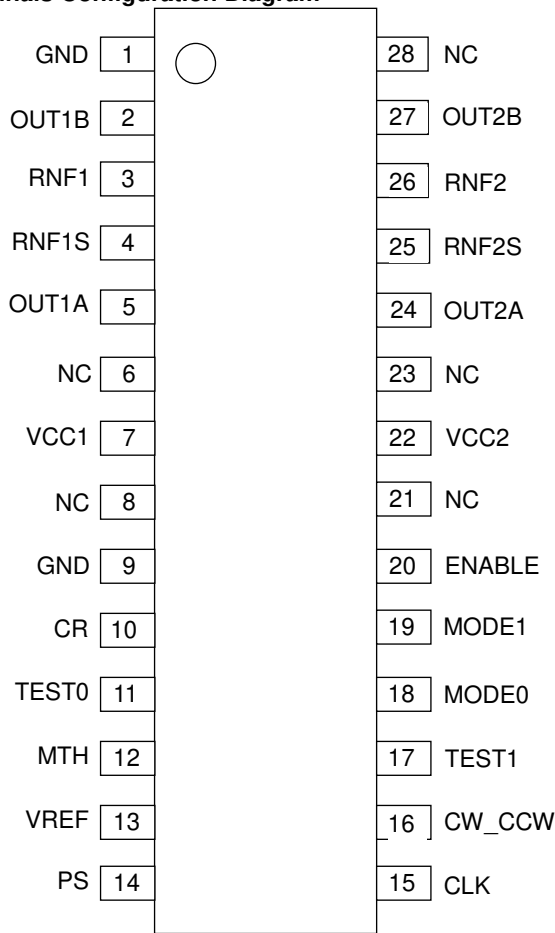 GND 1 28 NC
OUT1B 2 27 OUT2B
RNF1 3 26 RNF2
RNF1S 4 25 RNF2S
OUT1A 5 24 OUT2A
NC 6 23 NC
VCC1 7 22 VCC2
NC 8 21 NC
GND 9 20 ENABLE
CR 10 19 MODE1
TEST0 11 18 MODE0
MTH 12 17 TEST1
VREF 13 16 CW_CCW
PS 14 15 CLK